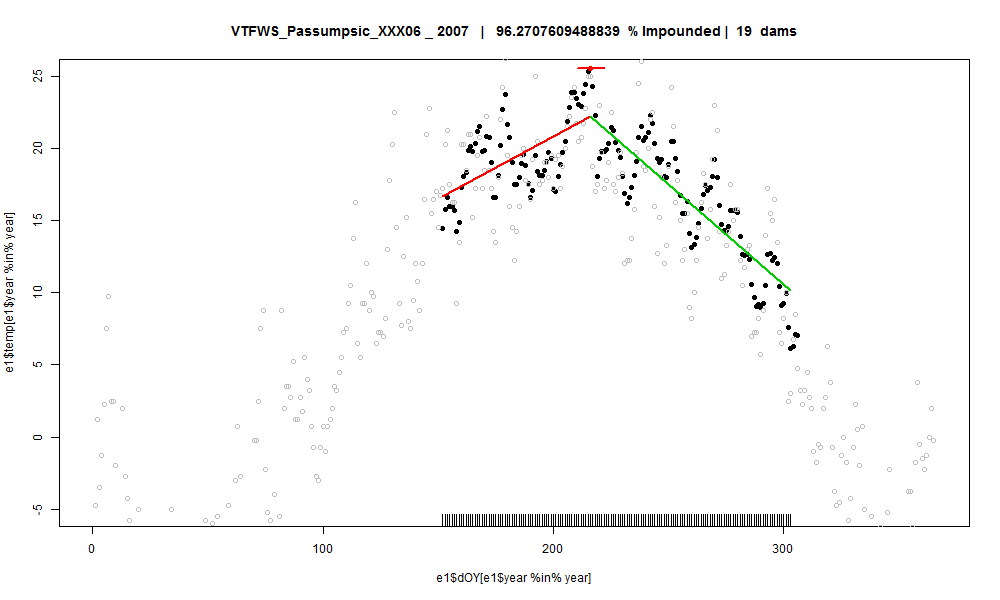 VTFWS_Passumpsic_XXX06 _ 2007 | 96.2707609488839 % Impounded | 19 dams
25
20
15
10
5
0
-5
e1$temp[e1$year %in% year]
0 100 200 300
e1$dOY[e1$year %in% year]